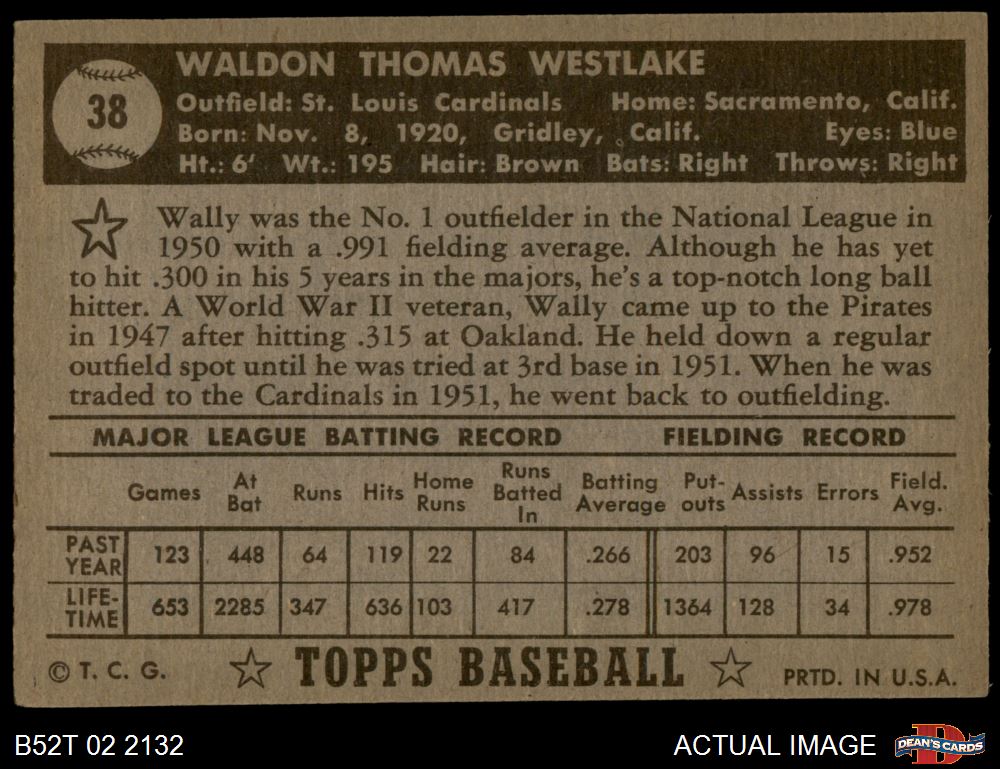 38
WALDON THOMAS WESTLAKE
Outfield: St. Louis Cardinals Home: Sacramento, Calif.
Born: Nov. 8, 1920, Gridley, Calif. Eyes: Blue
Ht.: 6' Wt.: 195 Hair: Brown Bats: Right Throws: Right
Wally was the No. 1 outfielder in the National League in
1950 with a .991 fielding average. Although he has yet
to hit .300 in his 5 years in the majors, he's a top-notch long ball
hitter. A World War II veteran, Wally came up to the Pirates
in 1947 after hitting .315 at Oakland. He held down a regular
outfield spot until he was tried at 3rd base in 1951. When he was
traded to the Cardinals in 1951, he went back to outfielding.
MAJOR LEAGUE BATTING RECORD FIELDING RECORD
Games At Bat Runs Hits Home Runs Runs Batted In Batting Average Put-outs Assists Errors Field. Avg.
PAST YEAR 123 448 64 119 22 84 .266 203 96 15 .952
LIFE-TIME 653 2285 347 636 103 417 .278 1364 128 34 .978
© T. C. G. TOPPS BASEBALL PRTD. IN U.S.A.
B52T 02 2132 ACTUAL IMAGE DEAN'S CARDS